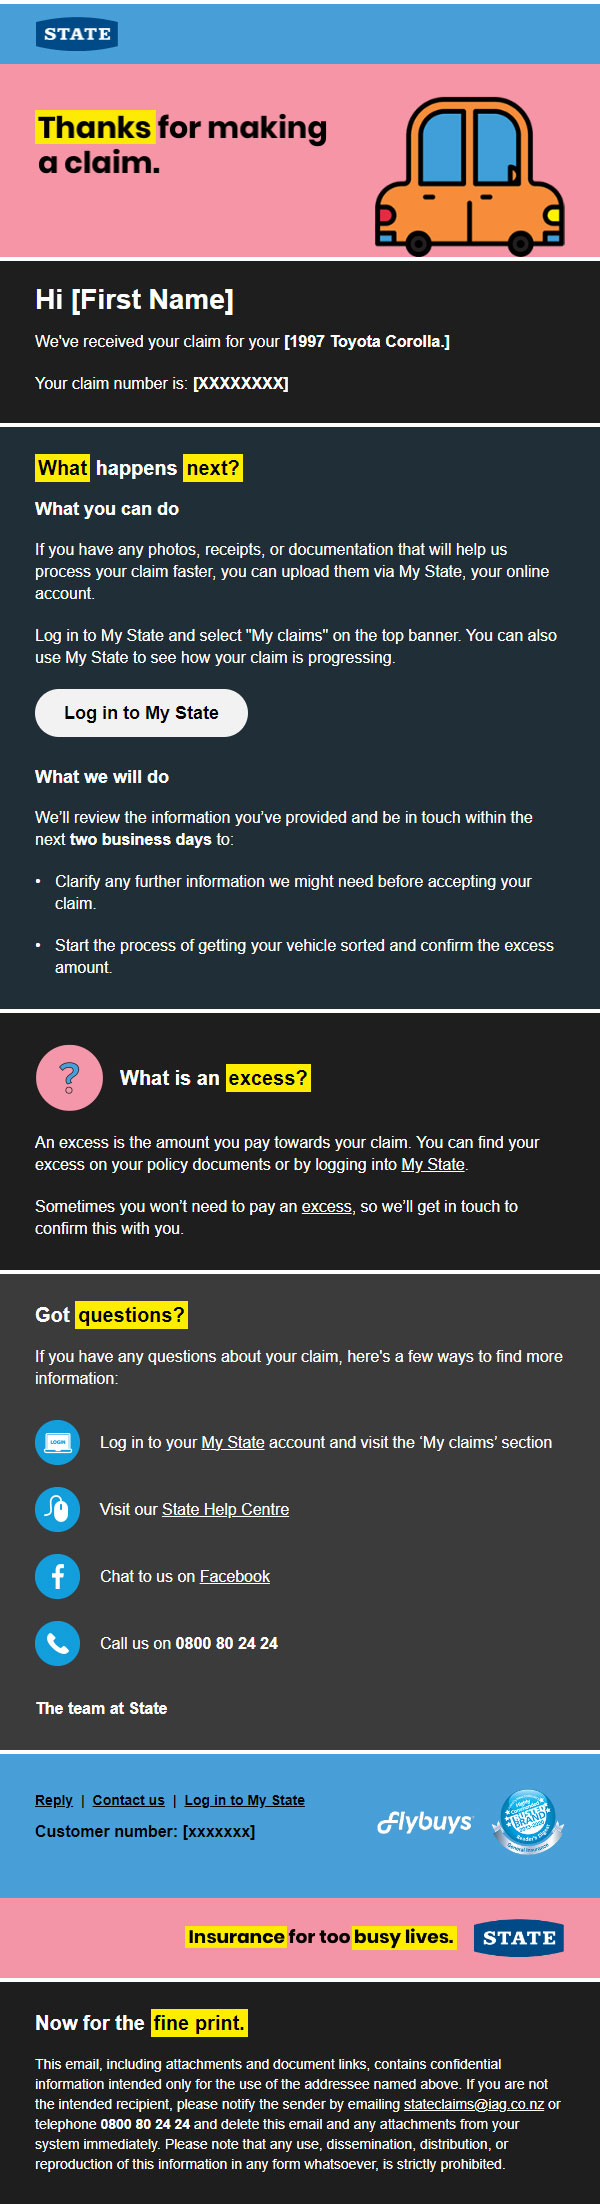 STATE
Thanks for making
a claim.
Hi [First Name]
We've received your claim for your [1997 Toyota Corolla.]
Your claim number is: [XXXXXXXX]
What happens next?
What you can do
If you have any photos, receipts, or documentation that will help us
process your claim faster, you can upload them via My State, your online
account.
Log in to My State and select "My claims" on the top banner. You can also
use My State to see how your claim is progressing.
Log in to My State
What we will do
We’ll review the information you’ve provided and be in touch within the
next two business days to:
• Clarify any further information we might need before accepting your
claim.
• Start the process of getting your vehicle sorted and confirm the excess
amount.
?
What is an excess?
An excess is the amount you pay towards your claim. You can find your
excess on your policy documents or by logging into My State.
Sometimes you won’t need to pay an excess, so we’ll get in touch to
confirm this with you.
Got questions?
If you have any questions about your claim, here's a few ways to find more
information:
LOGIN
Log in to your My State account and visit the ‘My claims’ section
Visit our State Help Centre
f
Chat to us on Facebook
Call us on 0800 80 24 24
The team at State
Reply | Contact us | Log in to My State
Customer number: [xxxxxxx]
flybuys
Highly
Commended
TRUSTED
BRAND
Reader's Digest
General Insurance
Insurance for too busy lives.
STATE
Now for the fine print.
This email, including attachments and document links, contains confidential
information intended only for the use of the addressee named above. If you are not
the intended recipient, please notify the sender by emailing stateclaims@iag.co.nz or
telephone 0800 80 24 24 and delete this email and any attachments from your
system immediately. Please note that any use, dissemination, distribution, or
reproduction of this information in any form whatsoever, is strictly prohibited.